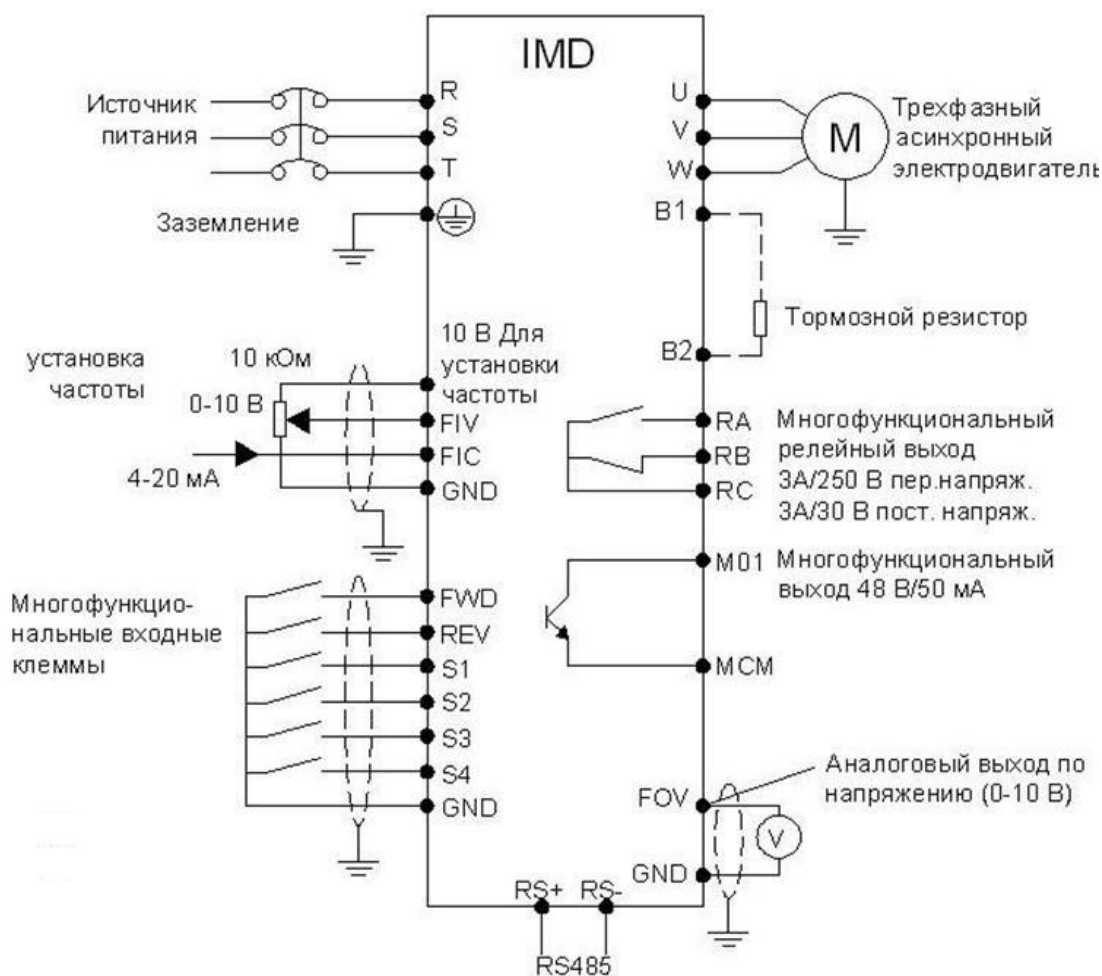 IMD
Источник
питания
R
S
T
Заземление
U
V
W
M
Трехфазный
асинхронный
электродвигатель
B1
B2
Тормозной резистор
установка
частоты
10 кОм
0-10 В
4-20 мА
10 В Для
установки
частоты
FIV
FIC
GND
RA
RB
RC
Многофункциональный
релейный выход
3А/250 В пер.напряж.
3А/30 В пост. напряж.
M01
MCM
Многофункциональный
выход 48 В/50 мА
Многофункцио-
нальные входные
клеммы
FWD
REV
S1
S2
S3
S4
GND
FOV
GND
V
Аналоговый выход по
напряжению (0-10 В)
RS+ RS-
RS485